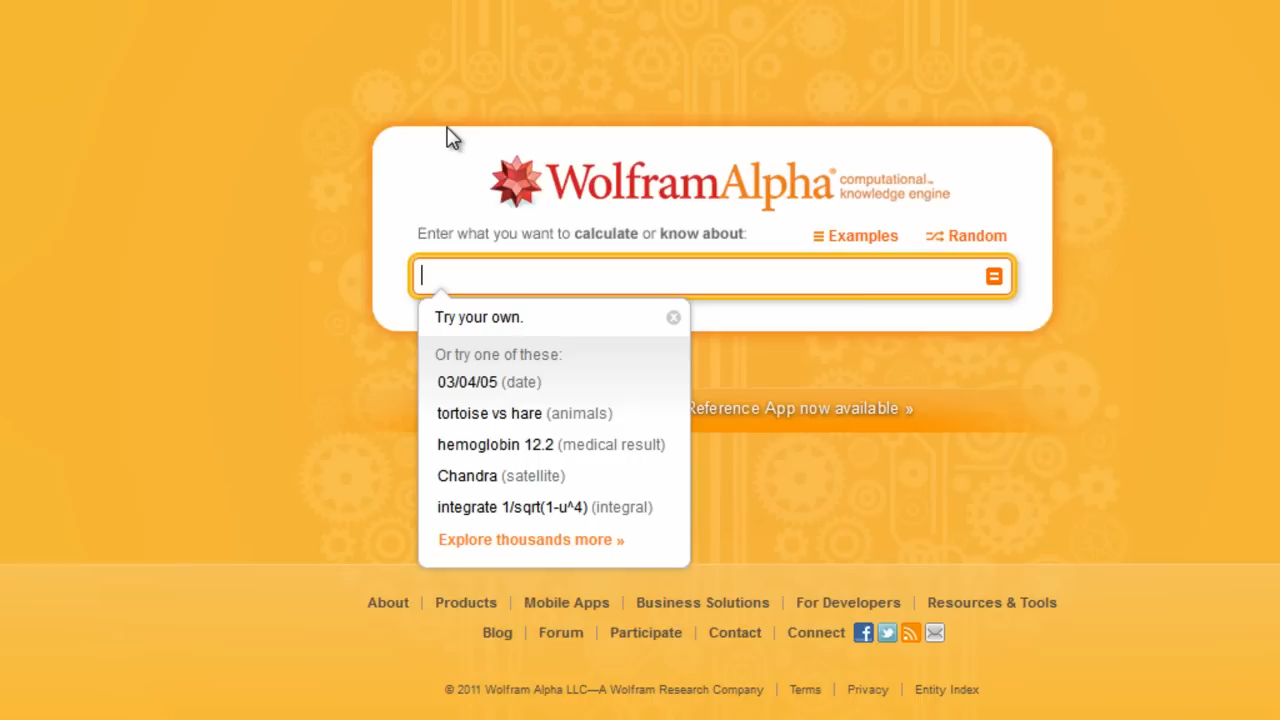 WolframAlpha® computational™ knowledge engine
Enter what you want to calculate or know about:
Examples
Random
Try your own.
Or try one of these:
03/04/05 (date)
tortoise vs hare (animals)
hemoglobin 12.2 (medical result)
Chandra (satellite)
integrate 1/sqrt(1-u^4) (integral)
Explore thousands more »
Reference App now available »
About | Products | Mobile Apps | Business Solutions | For Developers | Resources & Tools
Blog | Forum | Participate | Contact | Connect
© 2011 Wolfram Alpha LLC—A Wolfram Research Company | Terms | Privacy | Entity Index